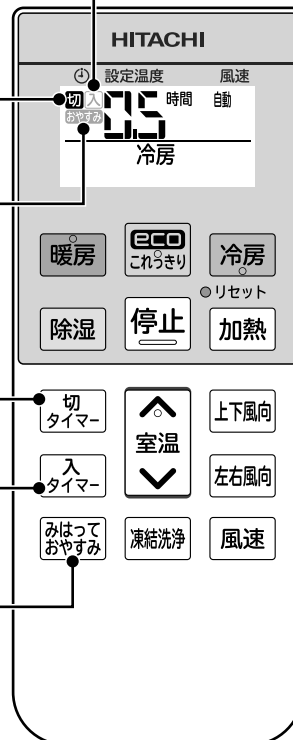 HITACHI
設定温度 風速
切 入 0.5 時間 自動
おやすみ
冷房
暖房 eco これっきり 冷房
リセット
除湿 停止 加熱
切タイマー 室温 上下風向
入タイマー 左右風向
みはっておやすみ 凍結洗浄 風速